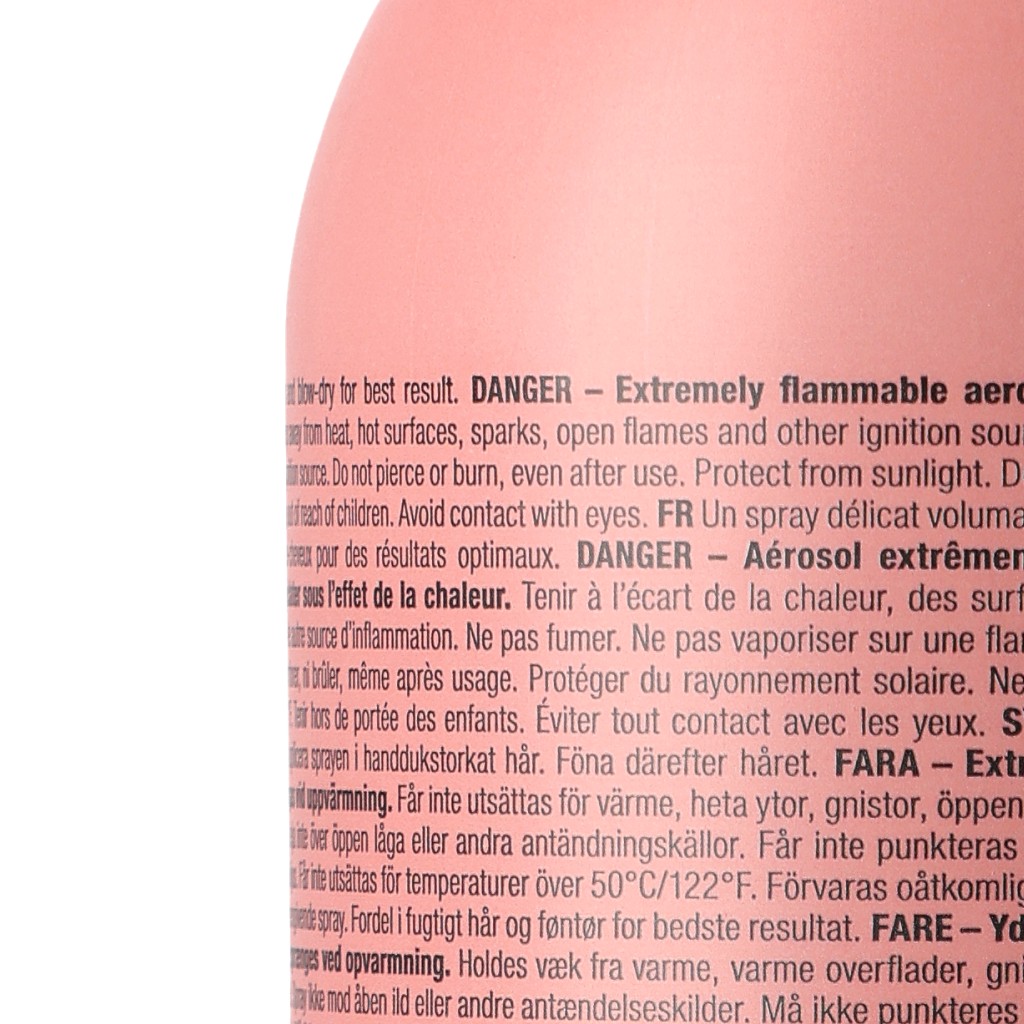 blow-dry for best result. DANGER – Extremely flammable aero
away from heat, hot surfaces, sparks, open flames and other ignition sou
source. Do not pierce or burn, even after use. Protect from sunlight. D
out of reach of children. Avoid contact with eyes. FR Un spray délicat voluma
cheveux pour des résultats optimaux. DANGER – Aérosol extrêmem
sous l'effet de la chaleur. Tenir à l'écart de la chaleur, des surf
autre source d'inflammation. Ne pas fumer. Ne pas vaporiser sur une flam
ni brûler, même après usage. Protéger du rayonnement solaire. Ne
Tenir hors de portée des enfants. Éviter tout contact avec les yeux. S
sprayen i handdukstorkat hår. Föna därefter håret. FARA – Extr
vid uppvärmning. Får inte utsättas för värme, heta ytor, gnistor, öppen
inte över öppen låga eller andra antändningskällor. Får inte punkteras
Får inte utsättas för temperaturer över 50°C/122°F. Förvaras oåtkomlig
spray. Fordel i fugtigt hår og føntør for bedste resultat. FARE – Yd
ved opvarmning. Holdes væk fra varme, varme overflader, gni
Spray ikke mod åben ild eller andre antændelseskilder. Må ikke punkteres